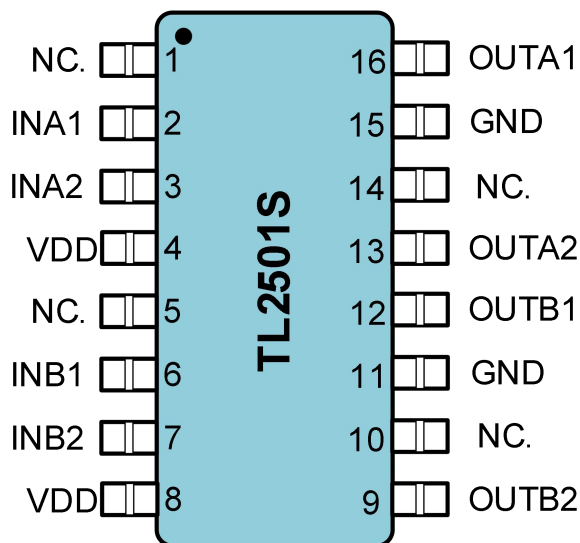 NC. 1 16 OUTA1
INA1 2 15 GND
INA2 3 14 NC.
VDD 4 13 OUTA2
NC. 5 12 OUTB1
INB1 6 11 GND
INB2 7 10 NC.
VDD 8 9 OUTB2
TL2501S